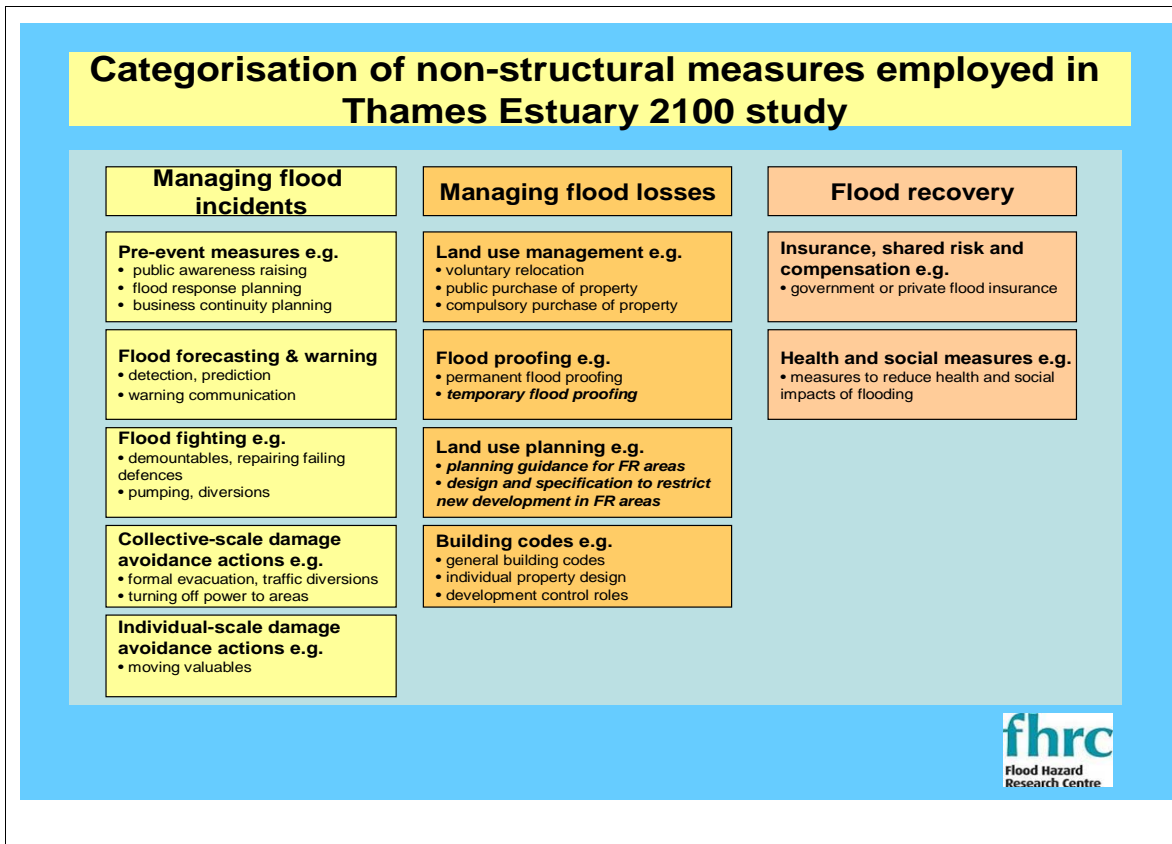 Categorisation of non-structural measures employed in
Thames Estuary 2100 study
Managing flood
incidents
Pre-event measures e.g.
• public awareness raising
• flood response planning
• business continuity planning
Flood forecasting & warning
• detection, prediction
• warning communication
Flood fighting e.g.
• demountables, repairing failing
defences
• pumping, diversions
Collective-scale damage
avoidance actions e.g.
• formal evacuation, traffic diversions
• turning off power to areas
Individual-scale damage
avoidance actions e.g.
• moving valuables
Managing flood losses
Land use management e.g.
• voluntary relocation
• public purchase of property
• compulsory purchase of property
Flood proofing e.g.
• permanent flood proofing
• temporary flood proofing
Land use planning e.g.
• planning guidance for FR areas
• design and specification to restrict
new development in FR areas
Building codes e.g.
• general building codes
• individual property design
• development control roles
Flood recovery
Insurance, shared risk and
compensation e.g.
• government or private flood insurance
Health and social measures e.g.
• measures to reduce health and social
impacts of flooding
fhrc
Flood Hazard
Research Centre